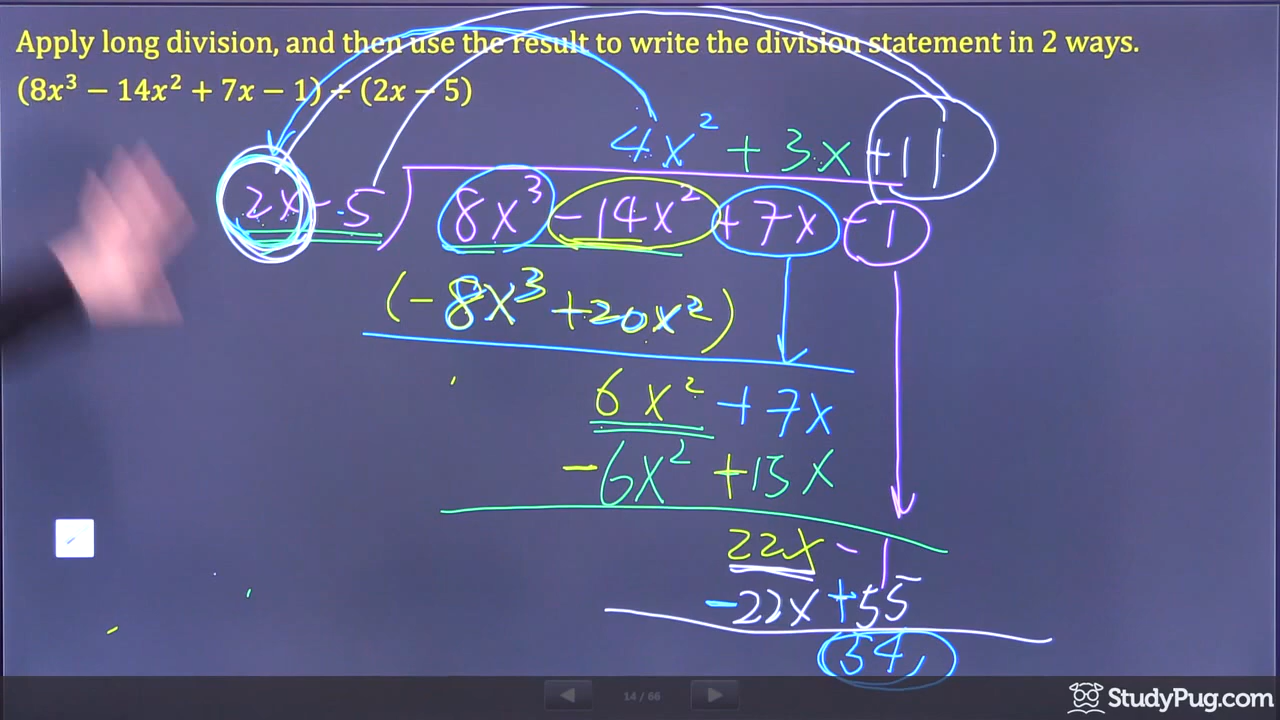 Apply long division, and then use the result to write the division statement in 2 ways.
(8x³ − 14x² + 7x − 1) ÷ (2x − 5)
4x² + 3x + 11
2x - 5 ) 8x³ - 14x² + 7x - 1
(- 8x³ + 20x²)
6x² + 7x
- 6x² + 15x
22x - 1
- 22x + 55
54
14 / 66
StudyPug.com